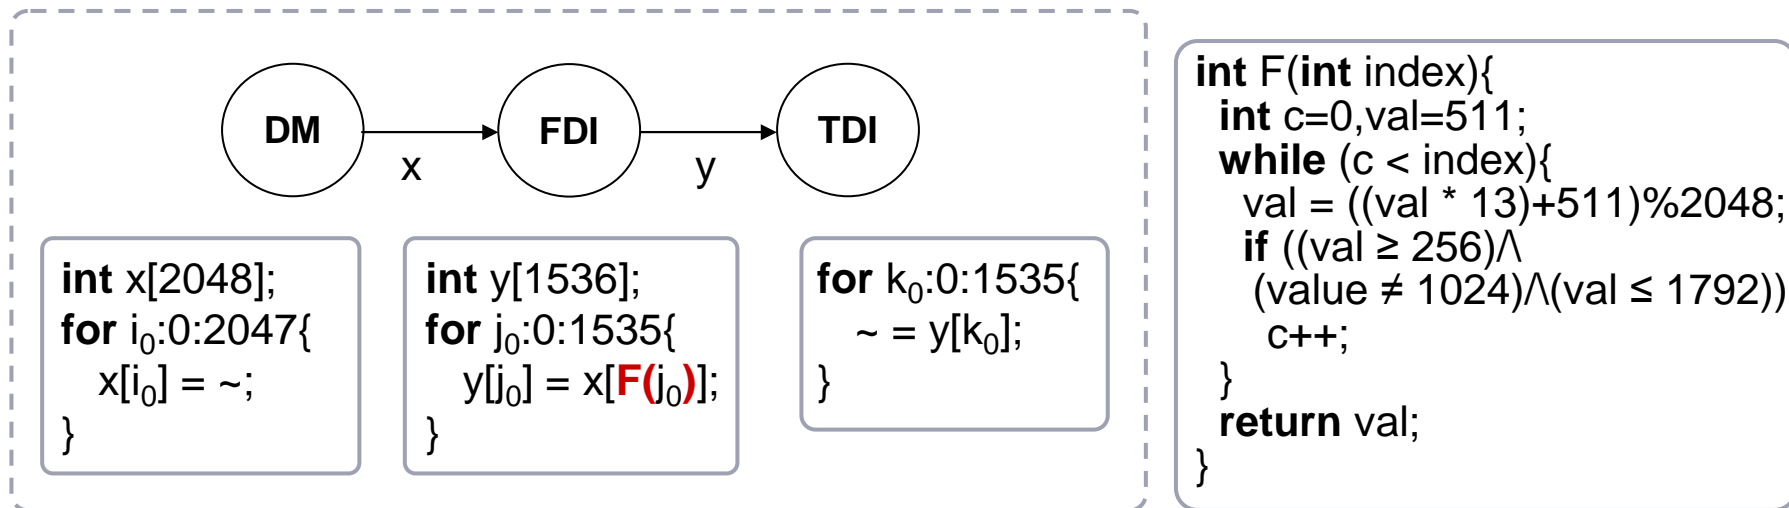 DM
FDI
TDI
x
y
int x[2048];
for i₀:0:2047{
x[i₀] = ~;
}
int y[1536];
for j₀:0:1535{
y[j₀] = x[F(j₀)];
}
for k₀:0:1535{
~ = y[k₀];
}
int F(int index){
int c=0,val=511;
while (c < index){
val = ((val * 13)+511)%2048;
if ((val ≥ 256)/\
(value ≠ 1024)/\(val ≤ 1792))
c++;
}
return val;
}